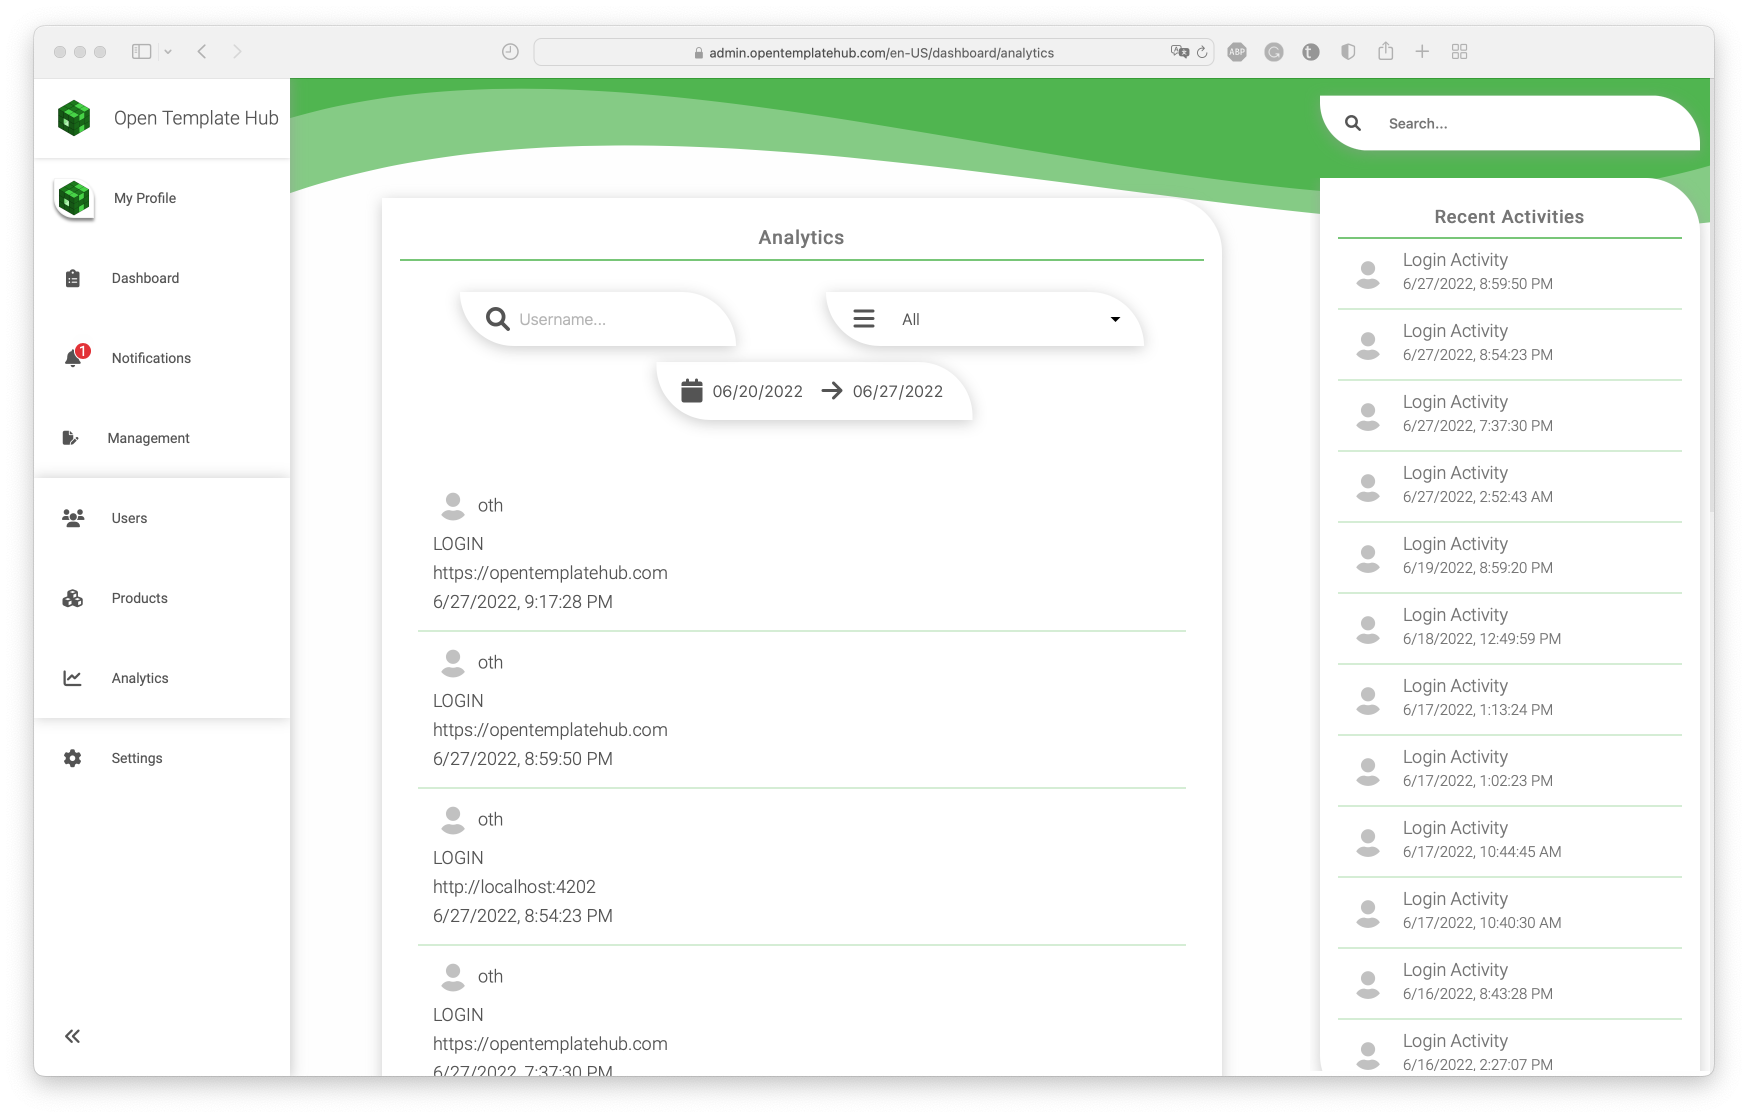 admin.opentemplatehub.com/en-US/dashboard/analytics
ABP
Open Template Hub
My Profile
Dashboard
1
Notifications
Management
Users
Products
Analytics
Settings
Analytics
Username...
All
06/20/2022
06/27/2022
oth
LOGIN
https://opentemplatehub.com
6/27/2022, 9:17:28 PM
oth
LOGIN
https://opentemplatehub.com
6/27/2022, 8:59:50 PM
oth
LOGIN
http://localhost:4202
6/27/2022, 8:54:23 PM
oth
LOGIN
https://opentemplatehub.com
6/27/2022, 7:37:30 PM
Search...
Recent Activities
Login Activity
6/27/2022, 8:59:50 PM
Login Activity
6/27/2022, 8:54:23 PM
Login Activity
6/27/2022, 7:37:30 PM
Login Activity
6/27/2022, 2:52:43 AM
Login Activity
6/19/2022, 8:59:20 PM
Login Activity
6/18/2022, 12:49:59 PM
Login Activity
6/17/2022, 1:13:24 PM
Login Activity
6/17/2022, 1:02:23 PM
Login Activity
6/17/2022, 10:44:45 AM
Login Activity
6/17/2022, 10:40:30 AM
Login Activity
6/16/2022, 8:43:28 PM
Login Activity
6/16/2022, 2:27:07 PM